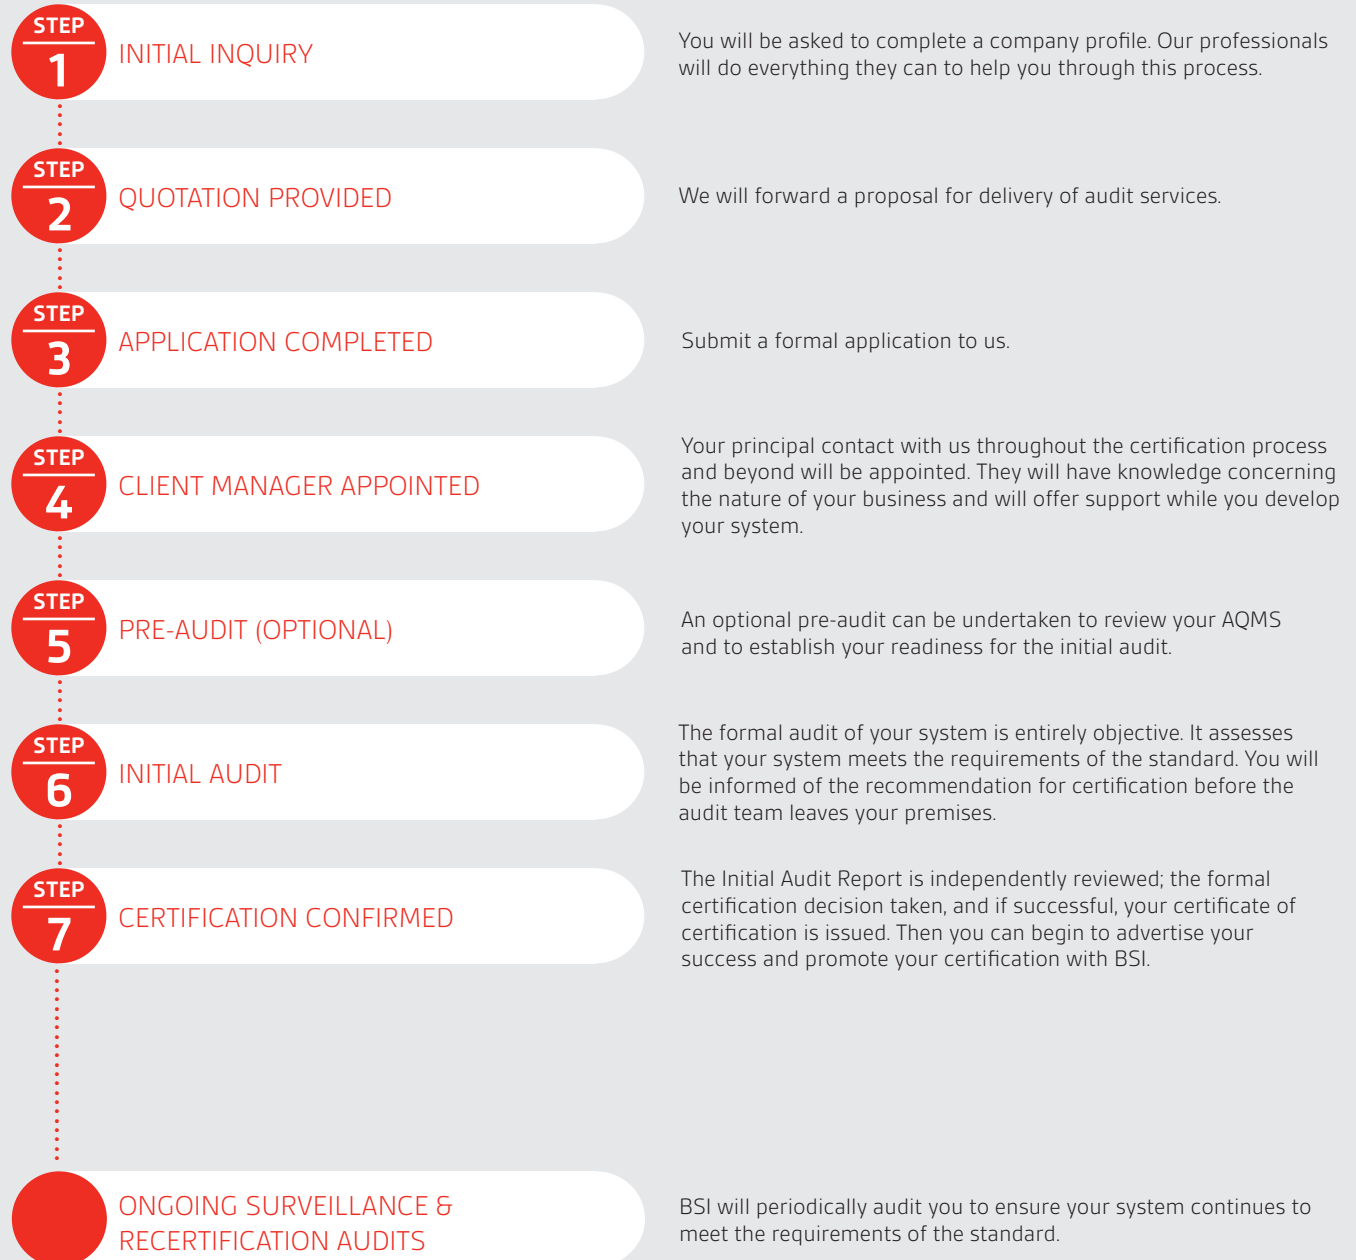 STEP
1
INITIAL INQUIRY
You will be asked to complete a company profile. Our professionals
will do everything they can to help you through this process.
STEP
2
QUOTATION PROVIDED
We will forward a proposal for delivery of audit services.
STEP
3
APPLICATION COMPLETED
Submit a formal application to us.
STEP
4
CLIENT MANAGER APPOINTED
Your principal contact with us throughout the certification process
and beyond will be appointed. They will have knowledge concerning
the nature of your business and will offer support while you develop
your system.
STEP
5
PRE-AUDIT (OPTIONAL)
An optional pre-audit can be undertaken to review your AQMS
and to establish your readiness for the initial audit.
STEP
6
INITIAL AUDIT
The formal audit of your system is entirely objective. It assesses
that your system meets the requirements of the standard. You will
be informed of the recommendation for certification before the
audit team leaves your premises.
STEP
7
CERTIFICATION CONFIRMED
The Initial Audit Report is independently reviewed; the formal
certification decision taken, and if successful, your certificate of
certification is issued. Then you can begin to advertise your
success and promote your certification with BSI.
ONGOING SURVEILLANCE &
RECERTIFICATION AUDITS
BSI will periodically audit you to ensure your system continues to
meet the requirements of the standard.